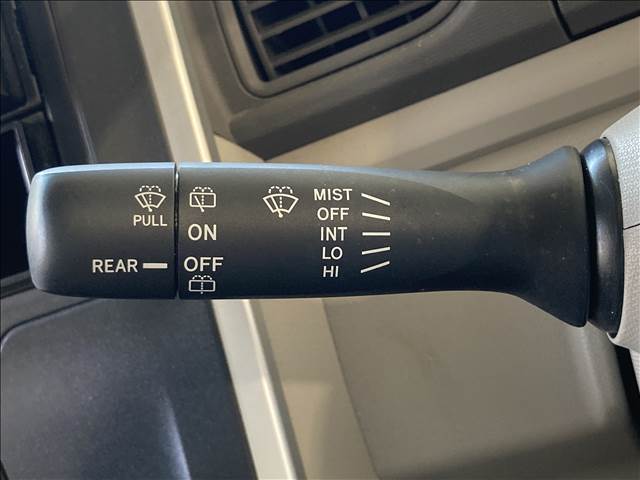 PULL
REAR
ON
OFF
MIST
OFF
INT
LO
HI